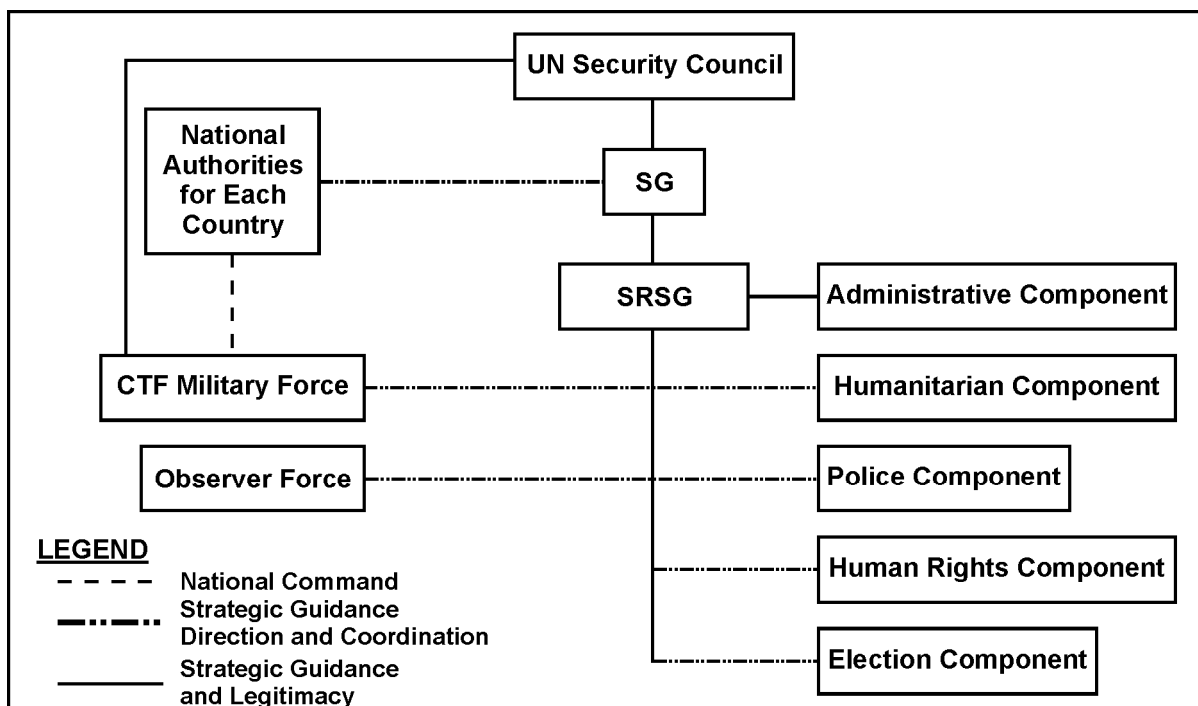 UN Security Council
National
Authorities
for Each
Country
SG
SRSG
Administrative Component
CTF Military Force
Humanitarian Component
Observer Force
Police Component
LEGEND
National Command
Strategic Guidance
Direction and Coordination
Strategic Guidance
and Legitimacy
Human Rights Component
Election Component